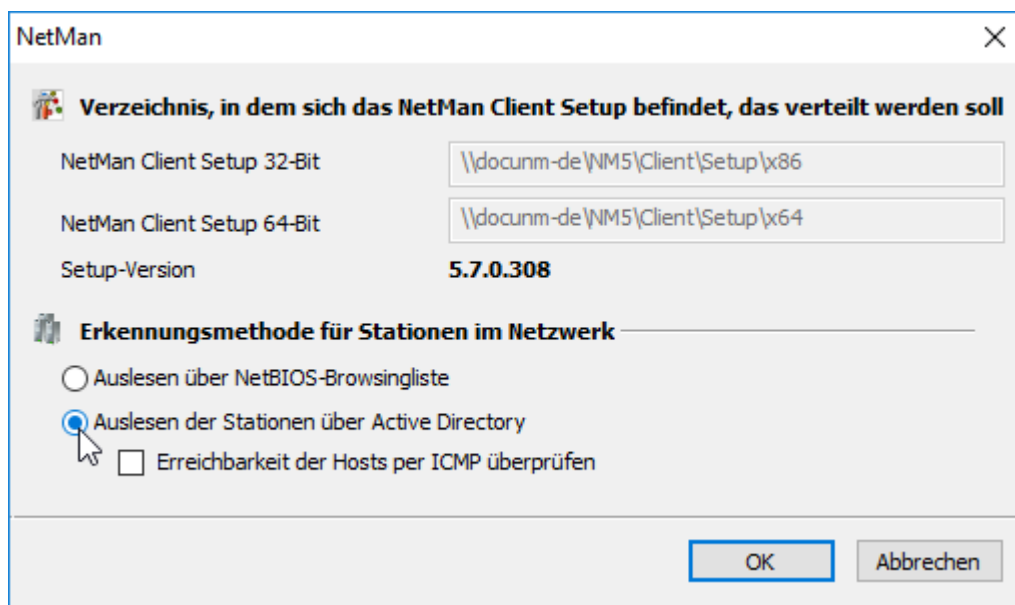 NetMan
Verzeichnis, in dem sich das NetMan Client Setup befindet, das verteilt werden soll
NetMan Client Setup 32-Bit
\\docunm-de\NM5\Client\Setup\x86
NetMan Client Setup 64-Bit
\\docunm-de\NM5\Client\Setup\x64
Setup-Version
5.7.0.308
Erkennungsmethode für Stationen im Netzwerk
Auslesen über NetBIOS-Browsingliste
Auslesen der Stationen über Active Directory
Erreichbarkeit der Hosts per ICMP überprüfen
OK
Abbrechen